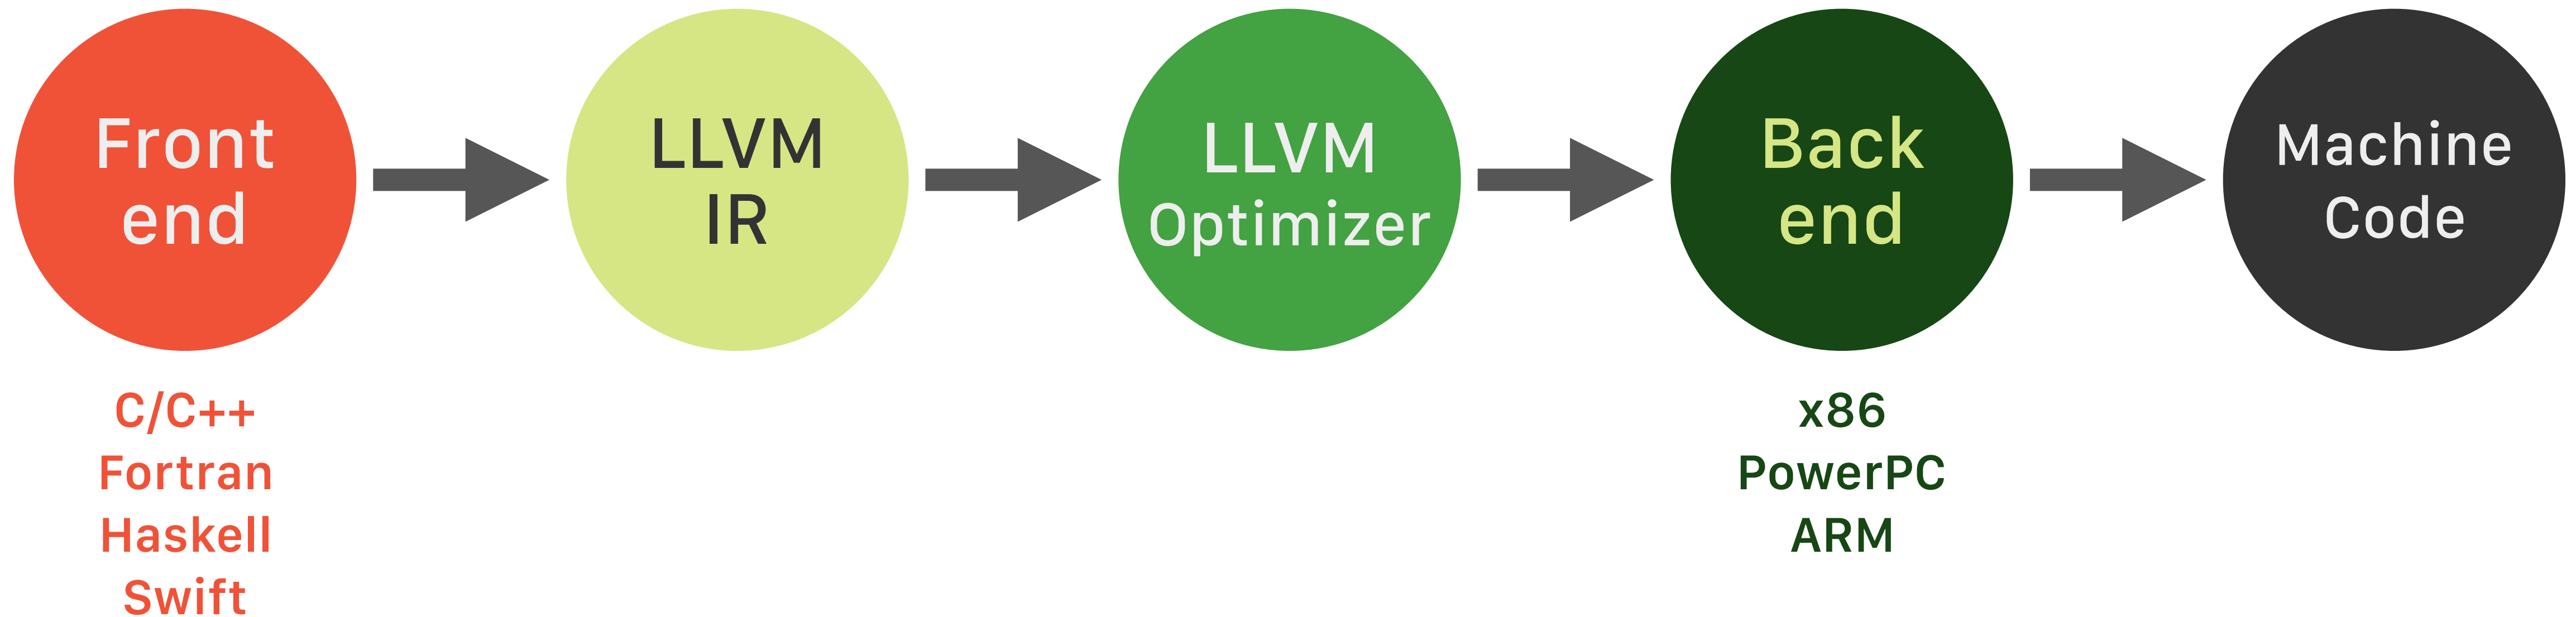 Front
end
C/C++
Fortran
Haskell
Swift
LLVM
IR
LLVM
Optimizer
Back
end
x86
PowerPC
ARM
Machine
Code